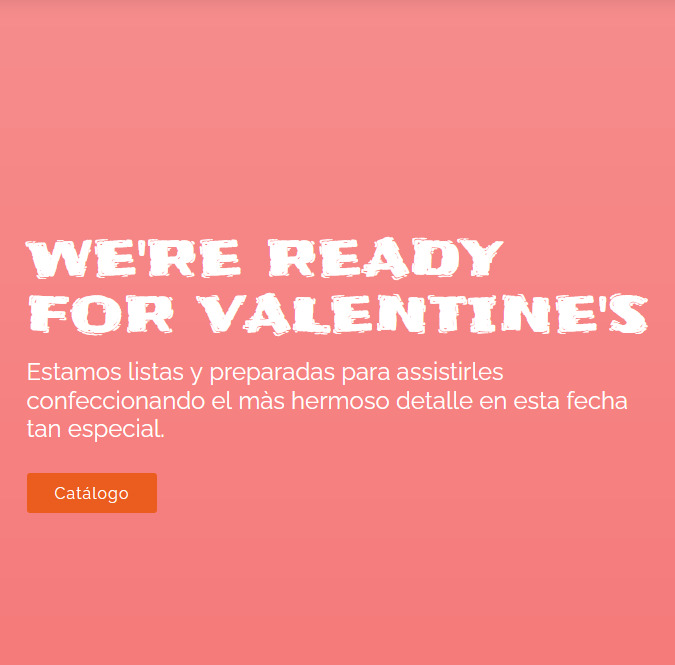 WE'RE READY
FOR VALENTINE'S
Estamos listas y preparadas para assistirles
confeccionando el màs hermoso detalle en esta fecha
tan especial.
Catálogo